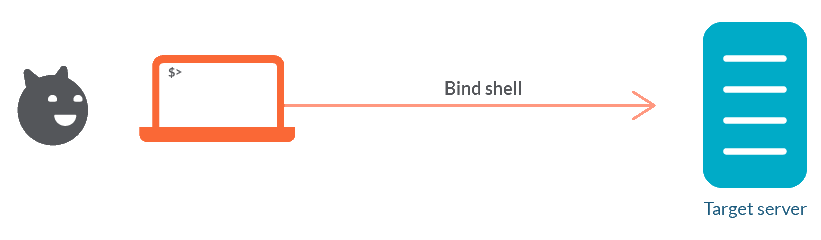 $>
Bind shell
Target server